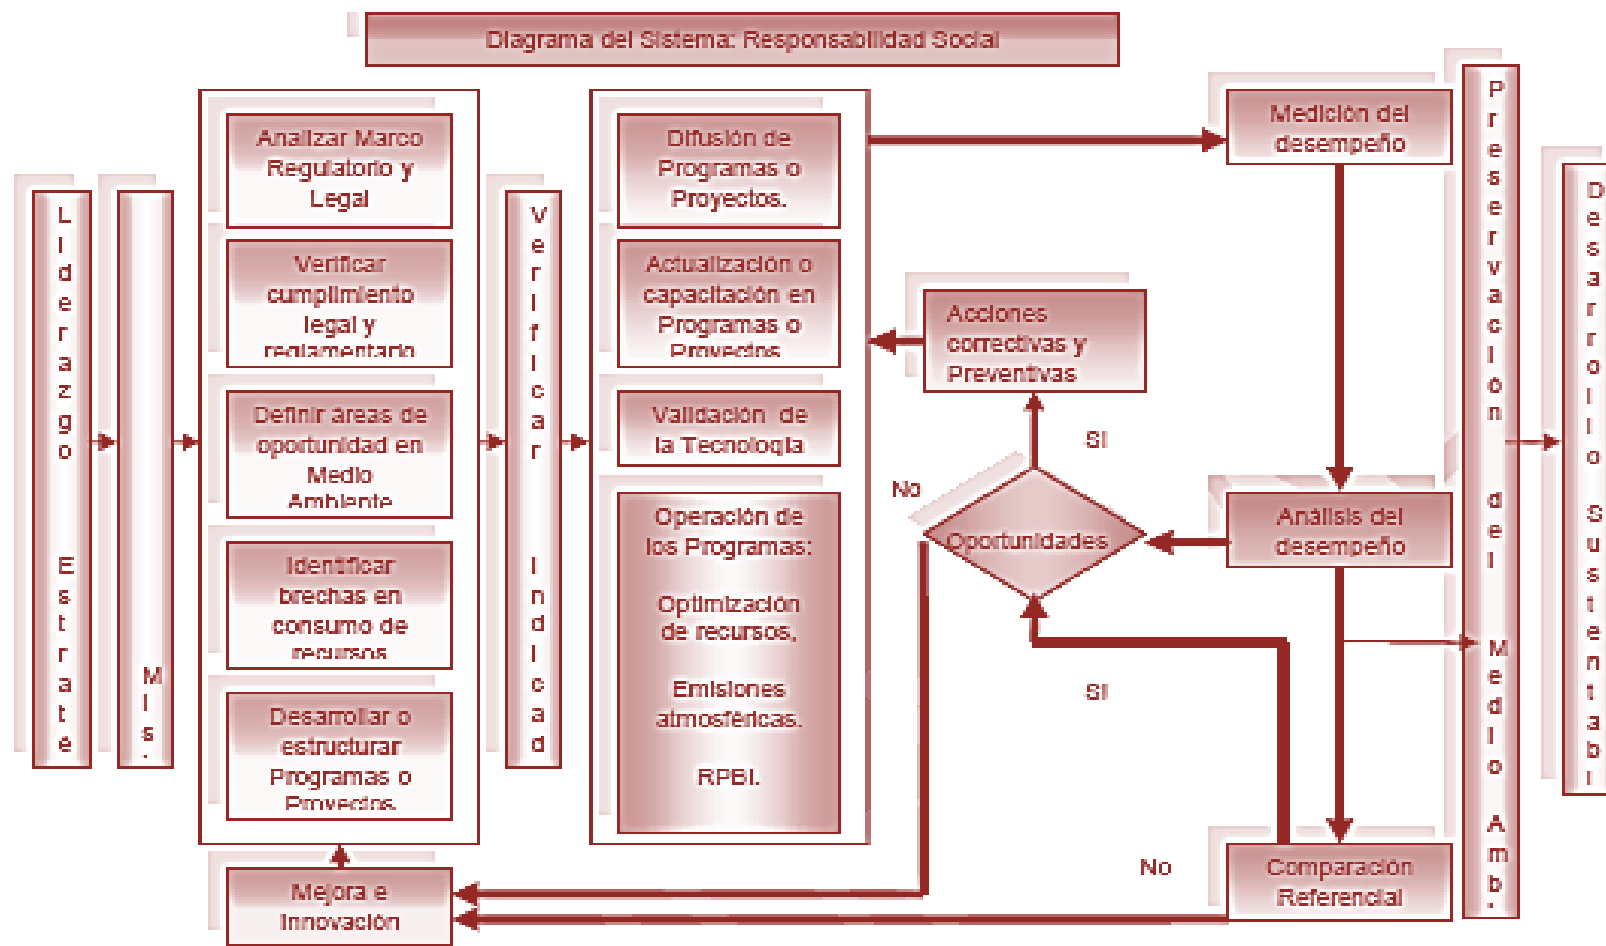 Diagrama del Sistema: Responsabilidad Social
Liderazgo Estraté
Mis.
Analizar Marco
Regulatorio y
Legal
Verificar
cumplimiento
legal y
reglamentario
Definir áreas de
oportunidad en
Medio
Ambiente
Identificar
brechas en
consumo de
recursos
Desarrollar o
estructurar
Programas o
Proyectos
Mejora e
Innovación
Verificar Indicad
Difusión de
Programas o
Proyectos.
Actualización o
capacitación en
Programas o
Proyectos
Validación de
la Tecnología
Operación de
los Programas:
Optimización
de recursos,
Emisiones
atmosféricas.
RPBI.
Acciones
correctivas y
Preventivas
SI
No
Oportunidades
SI
No
Medición del
desempeño
Análisis del
desempeño
Comparación
Referencial
Preservación del Medio Amb.
Desarrollo Sustentabl